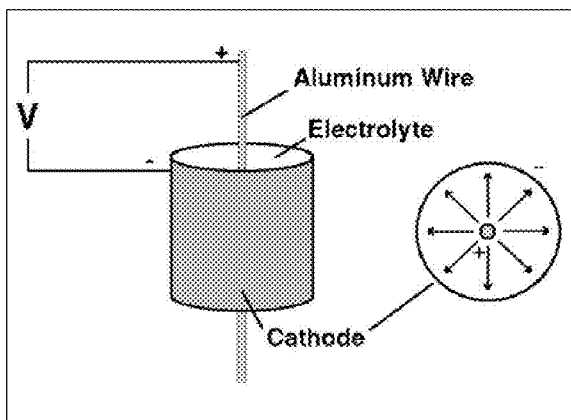 +
Aluminum Wire
V
Electrolyte
-
-
+
Cathode